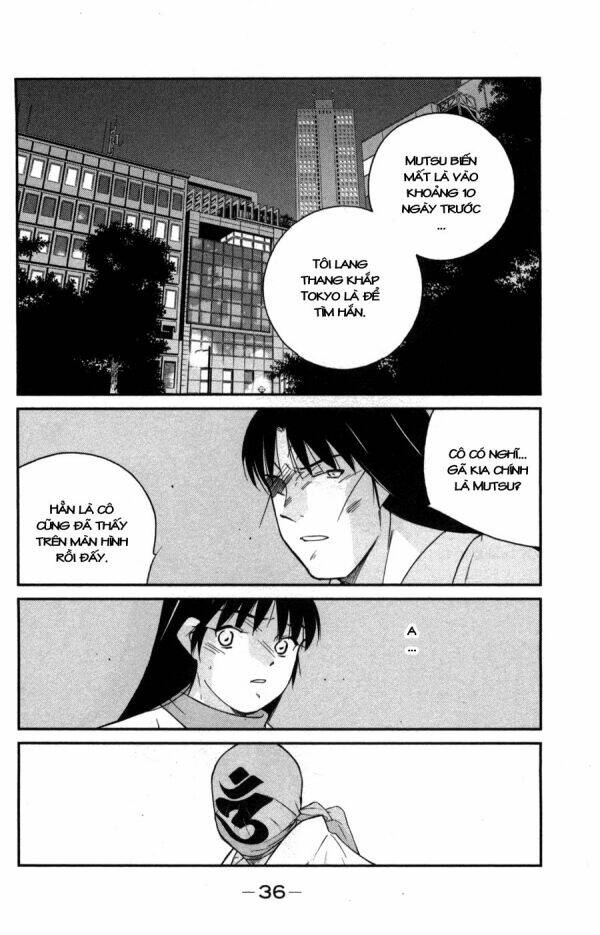 MUTSU BIẾN
MẤT LÀ VÀO
KHOẢNG 10
NGÀY TRƯỚC
...
TÔI LANG
THANG KHẮP
TOKYO LÀ ĐỂ
TÌM HẮN.
CÔ CÓ NGHĨ...
GÃ KIA CHÍNH
LÀ MUTSU?
HẲN LÀ CÔ
CŨNG ĐÃ THẤY
TRÊN MÀN HÌNH
RỒI ĐẤY.
A
...
—36—